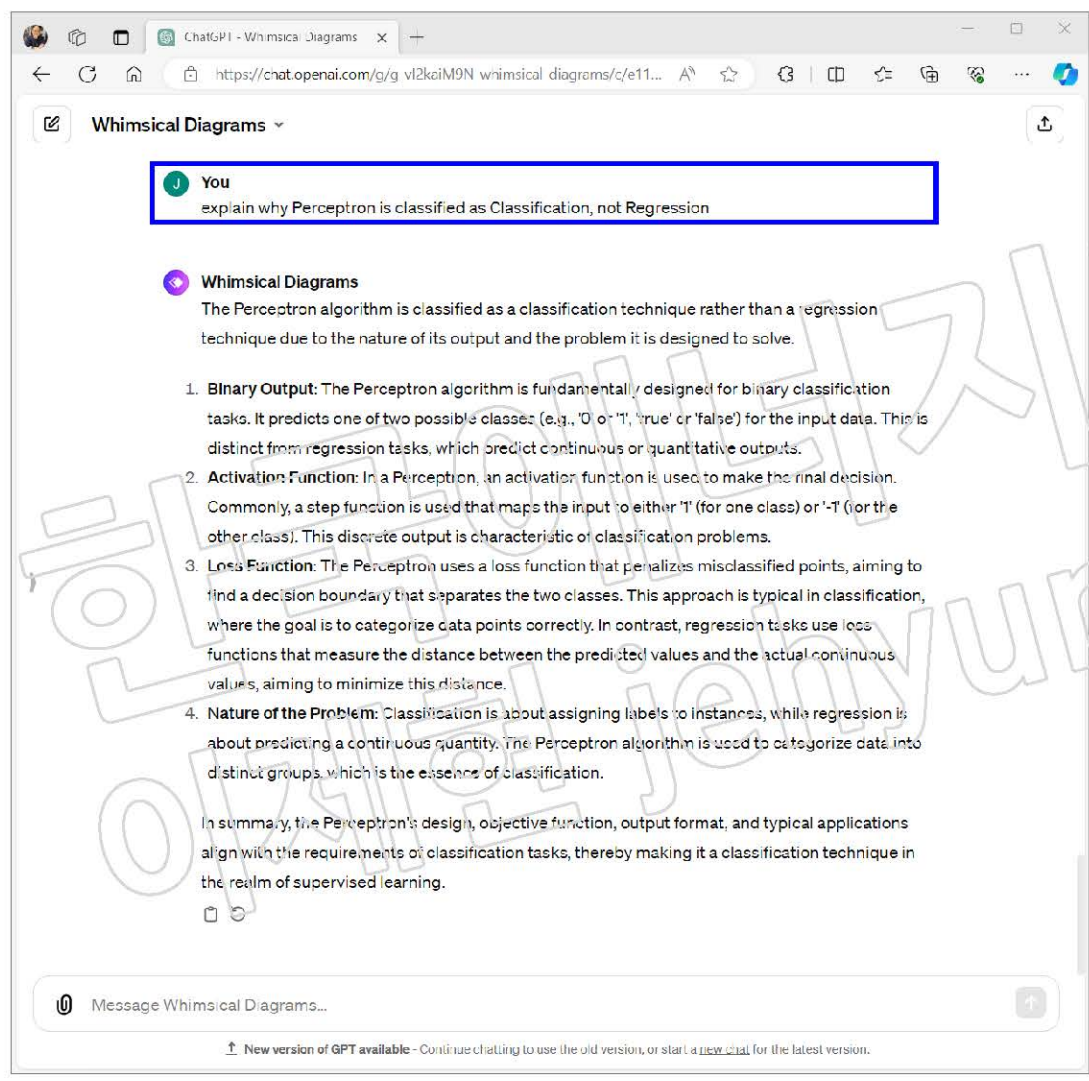 ChatGPT - Whimsical Diagrams
https://chat.openai.com/g/g vI2kaiM9N whimsical diagrams/c/e11...
Whimsical Diagrams
J
You
explain why Perceptron is classified as Classification, not Regression
Whimsical Diagrams
The Perceptron algorithm is classified as a classification technique rather than a regression
technique due to the nature of its output and the problem it is designed to solve.
1. Binary Output: The Perceptron algorithm is fundamentally designed for binary classification
tasks. It predicts one of two possible classes (e.g., '0' or '1', 'true' or 'false') for the input data. This is
distinct from regression tasks, which predict continuous or quantitative outputs.
2. Activation Function: In a Perceptron, an activation function is used to make the final decision.
Commonly, a step function is used that maps the input to either '1' (for one class) or '-1' (for the
other class). This discrete output is characteristic of classification problems.
3. Loss Function: The Perceptron uses a loss function that penalizes misclassified points, aiming to
find a decision boundary that separates the two classes. This approach is typical in classification,
where the goal is to categorize data points correctly. In contrast, regression tasks use loss
functions that measure the distance between the predicted values and the actual continuous
values, aiming to minimize this distance.
4. Nature of the Problem: Classification is about assigning labels to instances, while regression is
about predicting a continuous quantity. The Perceptron algorithm is used to categorize data into
distinct groups, which is the essence of classification.
In summary, the Perceptron's design, objective function, output format, and typical applications
align with the requirements of classification tasks, thereby making it a classification technique in
the realm of supervised learning.
Message Whimsical Diagrams...
New version of GPT available - Continue chatting to use the old version, or start a new chat for the latest version.
한국에너지
이제현 jehyun